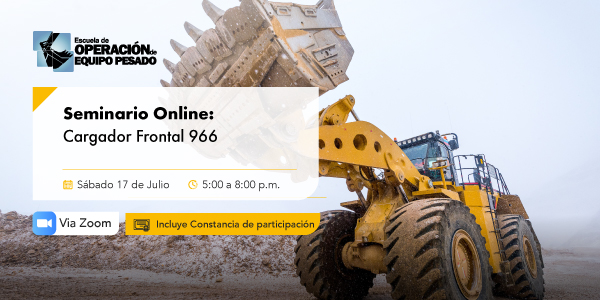 Escuela de
OPERACIÓN de
EQUIPO PESADO
Seminario Online:
Cargador Frontal 966
Sábado 17 de Julio
5:00 a 8:00 p.m.
Via Zoom
Incluye Constancia de participación